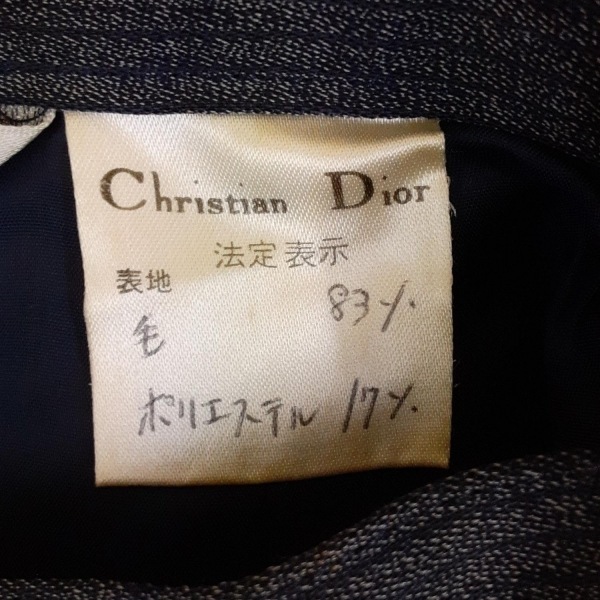 Christian Dior
法定表示
表地
毛 83%
ポリエステル 17%